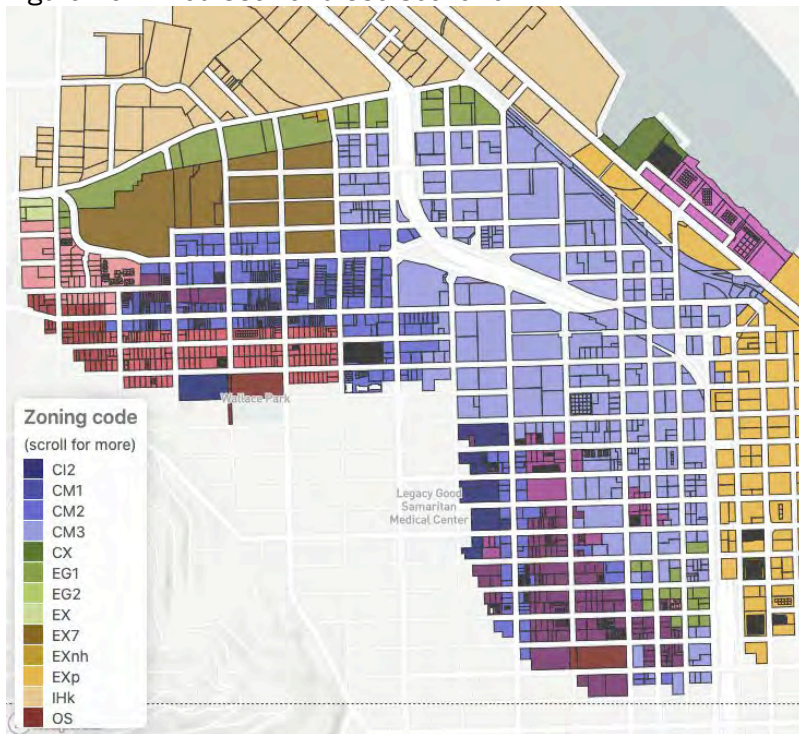 Figure
Wallace Park
Legacy Good
Samaritan
Medical Center
Zoning code
(scroll for more)
CI2
CM1
CM2
CM3
CX
EG1
EG2
EX
EX7
EXnh
EXp
IHk
OS